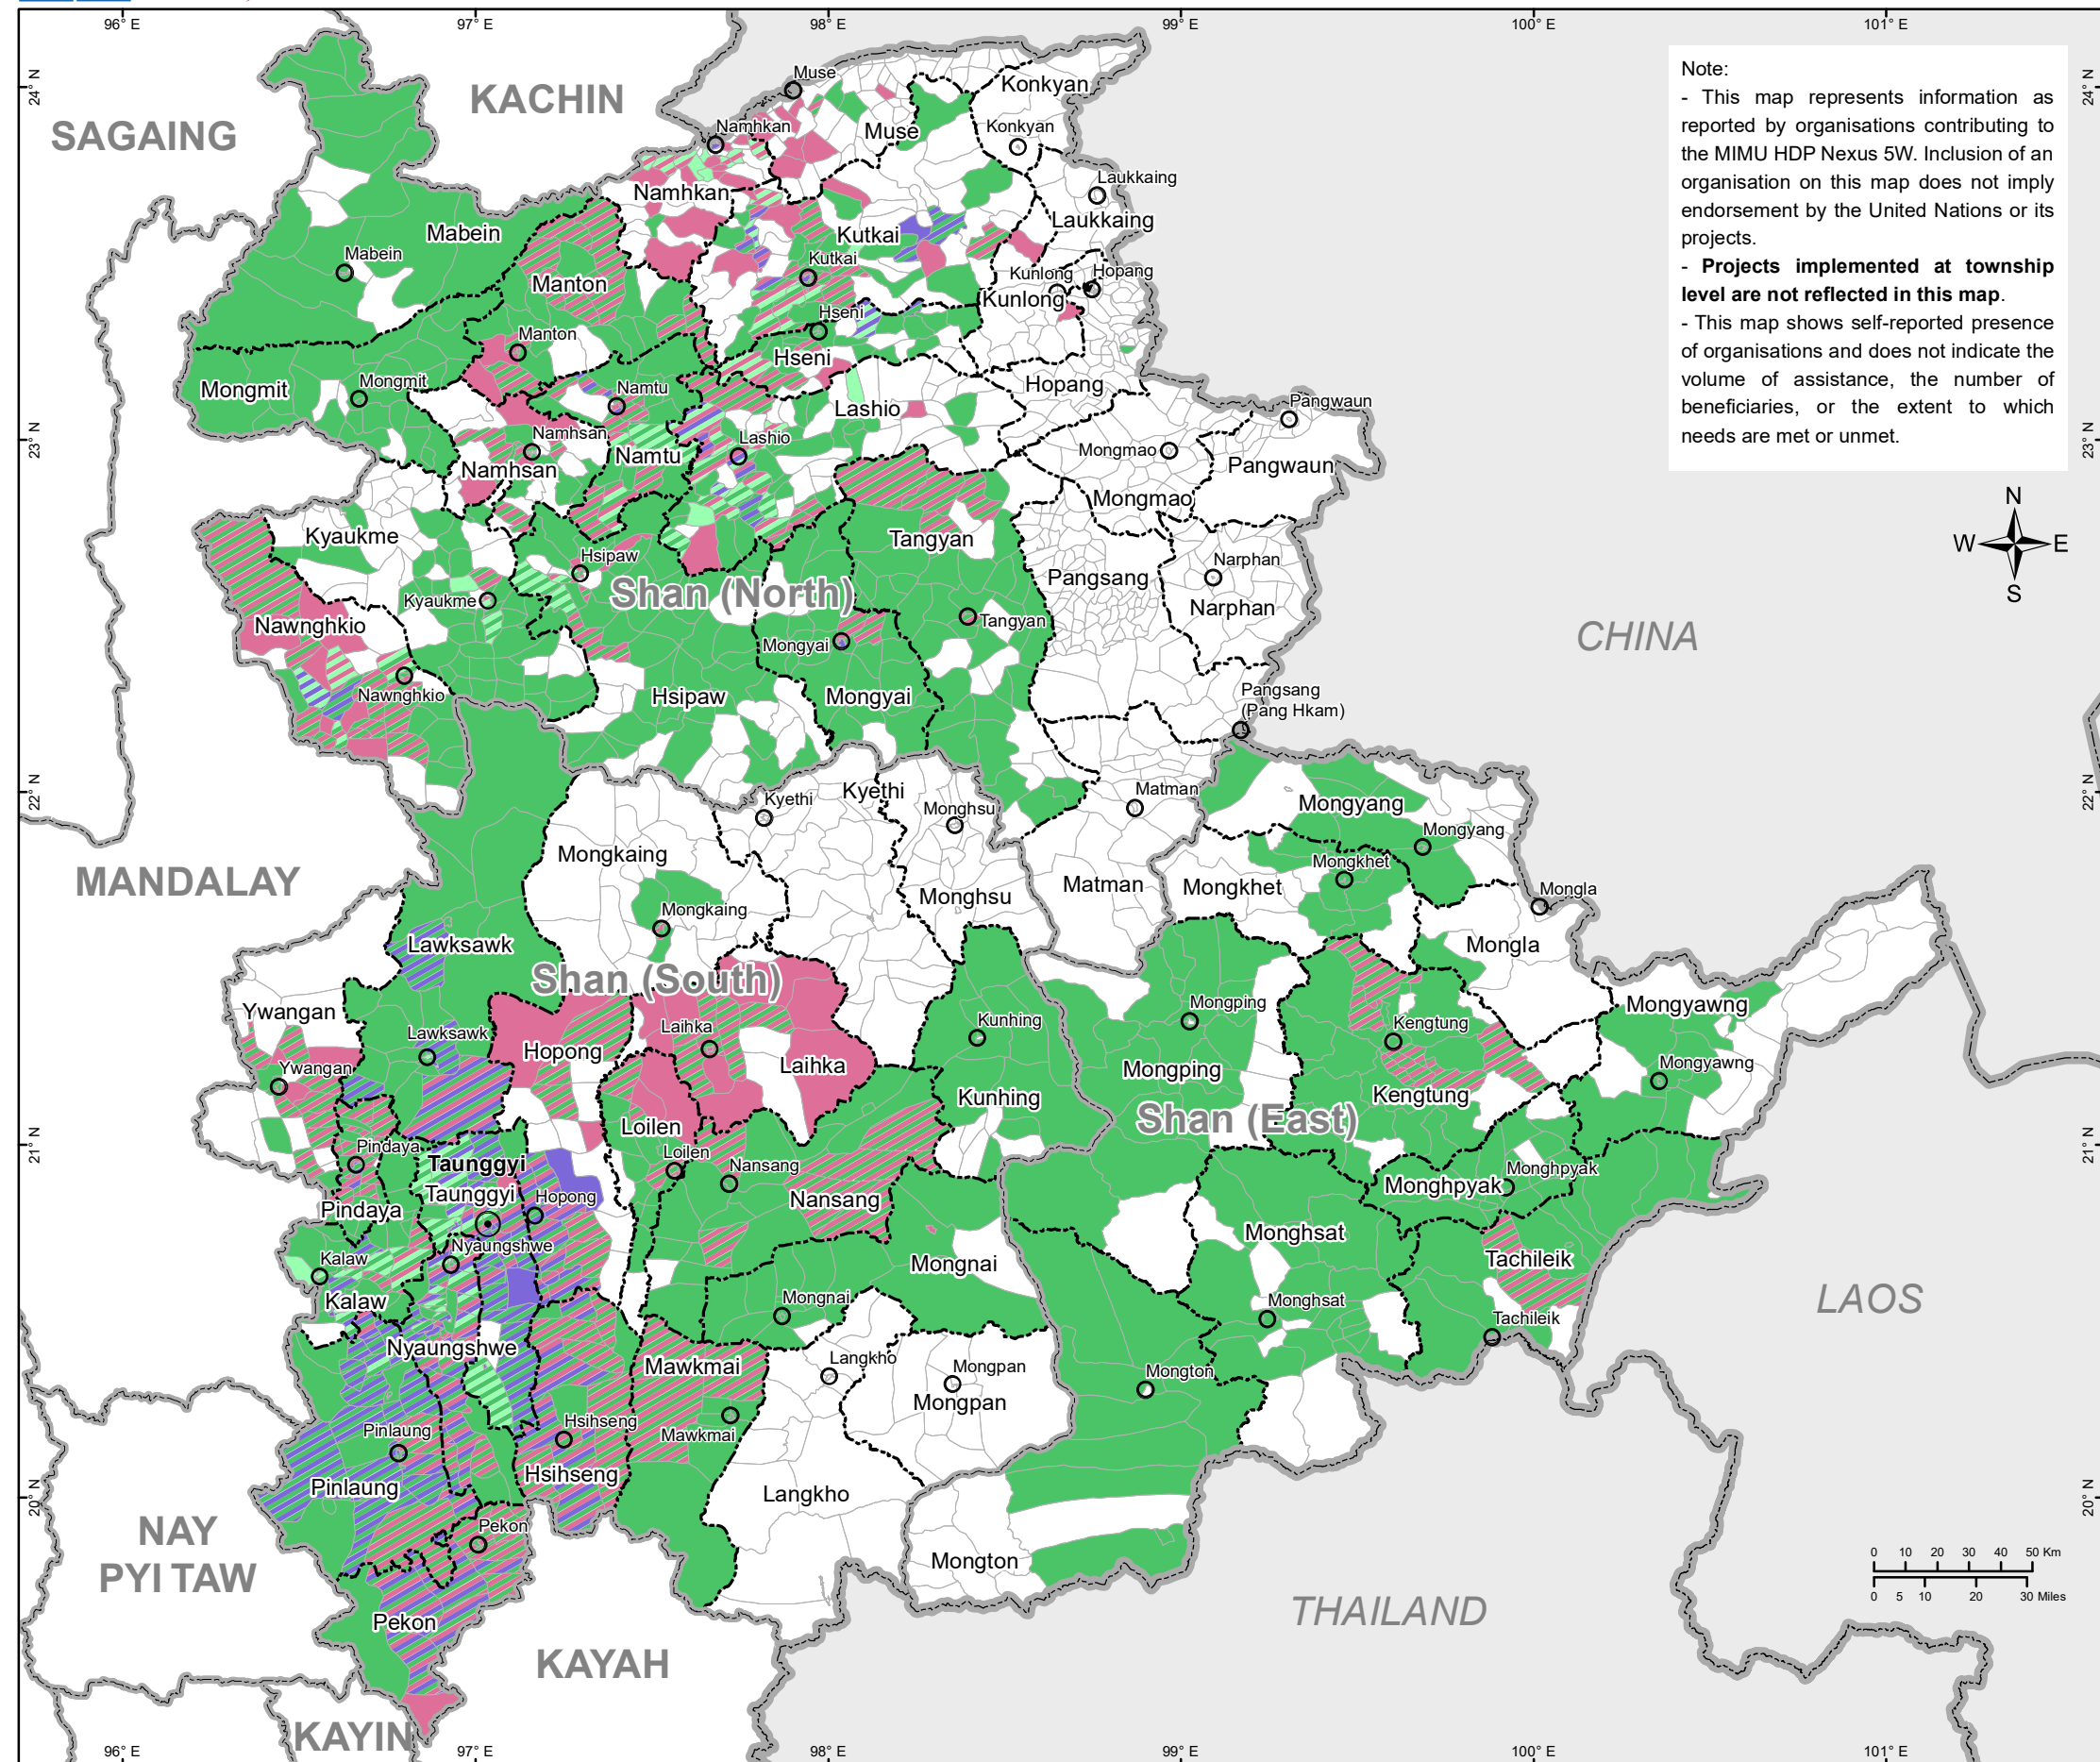 96° E
97° E
98° E
99° E
100° E
101° E
24° N
24° N
23° N
23° N
22° N
22° N
21° N
21° N
20° N
20° N
Note:
- This map represents information as
reported by organisations contributing to
the MIMU HDP Nexus 5W. Inclusion of an
organisation on this map does not imply
endorsement by the United Nations or its
projects.
- Projects implemented at township
level are not reflected in this map.
- This map shows self-reported presence
of organisations and does not indicate the
volume of assistance, the number of
beneficiaries, or the extent to which
needs are met or unmet.
N
W
E
S
KACHIN
SAGAING
MANDALAY
NAY
PYI TAW
KAYAH
KAYIN
CHINA
LAOS
THAILAND
Shan (North)
Shan (South)
Shan (East)
Muse
Konkyan
Namhkan
Muse
Konkyan
Laukkaing
Namhkan
Laukkaing
Mabein
Kutkai
Mabein
Kutkai
Kunlong
Hopang
Manton
Kunlong
Hseni
Manton
Hseni
Mongmit
Mongmit
Namtu
Hopang
Lashio
Pangwaun
Namhsan
Lashio
Namtu
Mongmao
Pangwaun
Namhsan
Mongmao
Kyaukme
Tangyan
Hsipaw
Pangsang
Narphan
Kyaukme
Narphan
Nawnghkio
Tangyan
Mongyai
Nawnghkio
Hsipaw
Mongyai
Pangsang
(Pang Hkam)
Kyethi
Kyethi
Monghsu
Matman
Mongyang
Mongyang
Mongkaing
Mongkhet
Matman
Mongkhet
Monghsu
Mongla
Mongkaing
Lawksawk
Mongla
Ywangan
Mongping
Mongyawng
Lawksawk
Laihka
Kunhing
Kengtung
Hopong
Laihka
Ywangan
Mongping
Mongyawng
Kunhing
Kengtung
Loilen
Pindaya
Taunggyi
Loilen
Nansang
Monghpyak
Monghpyak
Taunggyi
Hopong
Nansang
Pindaya
Monghsat
Nyaungshwe
Kalaw
Mongnai
Tachileik
Kalaw
Mongnai
Monghsat
Tachileik
Nyaungshwe
Mawkmai
Langkho
Mongpan
Mongton
Mongpan
Pinlaung
Hsihseng
Mawkmai
Pinlaung
Hsihseng
Langkho
Pekon
Mongton
Pekon
0 10 20 30 40 50 Km
0 5 10 20 30 Miles
96° E
97° E
98° E
99° E
100° E
101° E